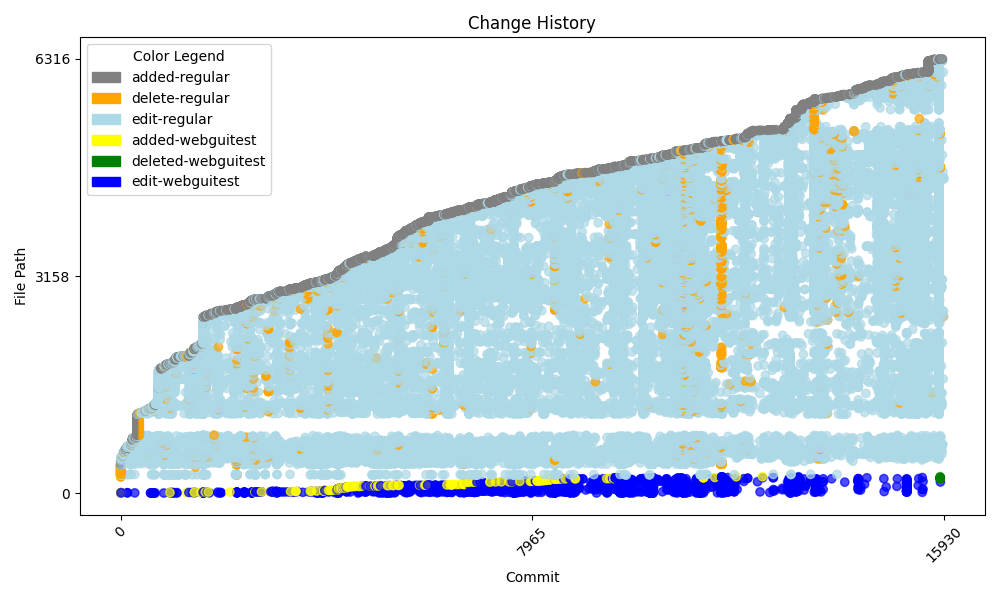 Change History
6316
3158
0
File Path
Color Legend
added-regular
delete-regular
edit-regular
added-webguitest
deleted-webguitest
edit-webguitest
0
7965
15930
Commit